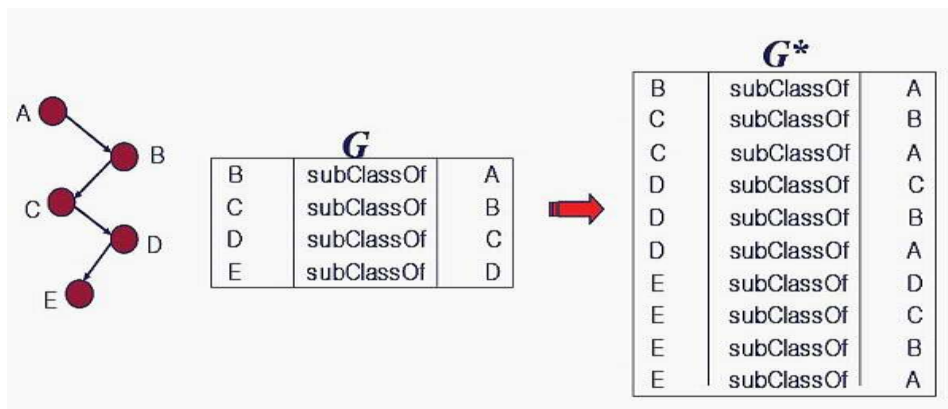 A
B
C
D
E
G
B subClassOf A
C subClassOf B
D subClassOf C
E subClassOf D
G*
B subClassOf A
C subClassOf B
C subClassOf A
D subClassOf C
D subClassOf B
D subClassOf A
E subClassOf D
E subClassOf C
E subClassOf B
E subClassOf A